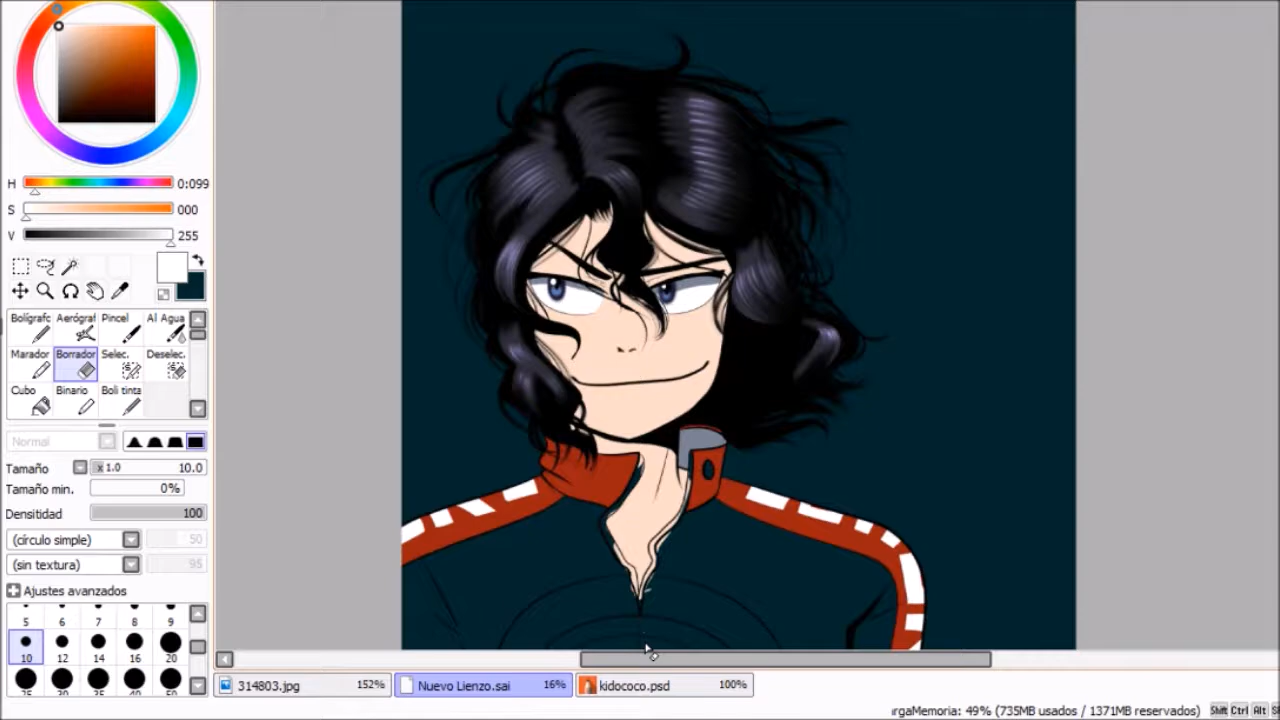 H 0:099
S 000
V 255
Bolígrafc Aerógraf Pincel Al Agua
Marador Borrador Selec. Deselec.
Cubo Binario Boli tinta
Normal
Tamaño x 1.0 10.0
Tamaño min. 0%
Densitidad 100
(círculo simple) 50
(sin textura) 95
Ajustes avanzados
5 6 7 8 9
10 12 14 16 20
314803.jpg 152% Nuevo Lienzo.sai 16% kidococo.psd 100%
argaMemoria: 49% (735MB usados / 1371MB reservados) Shift Ctrl Alt